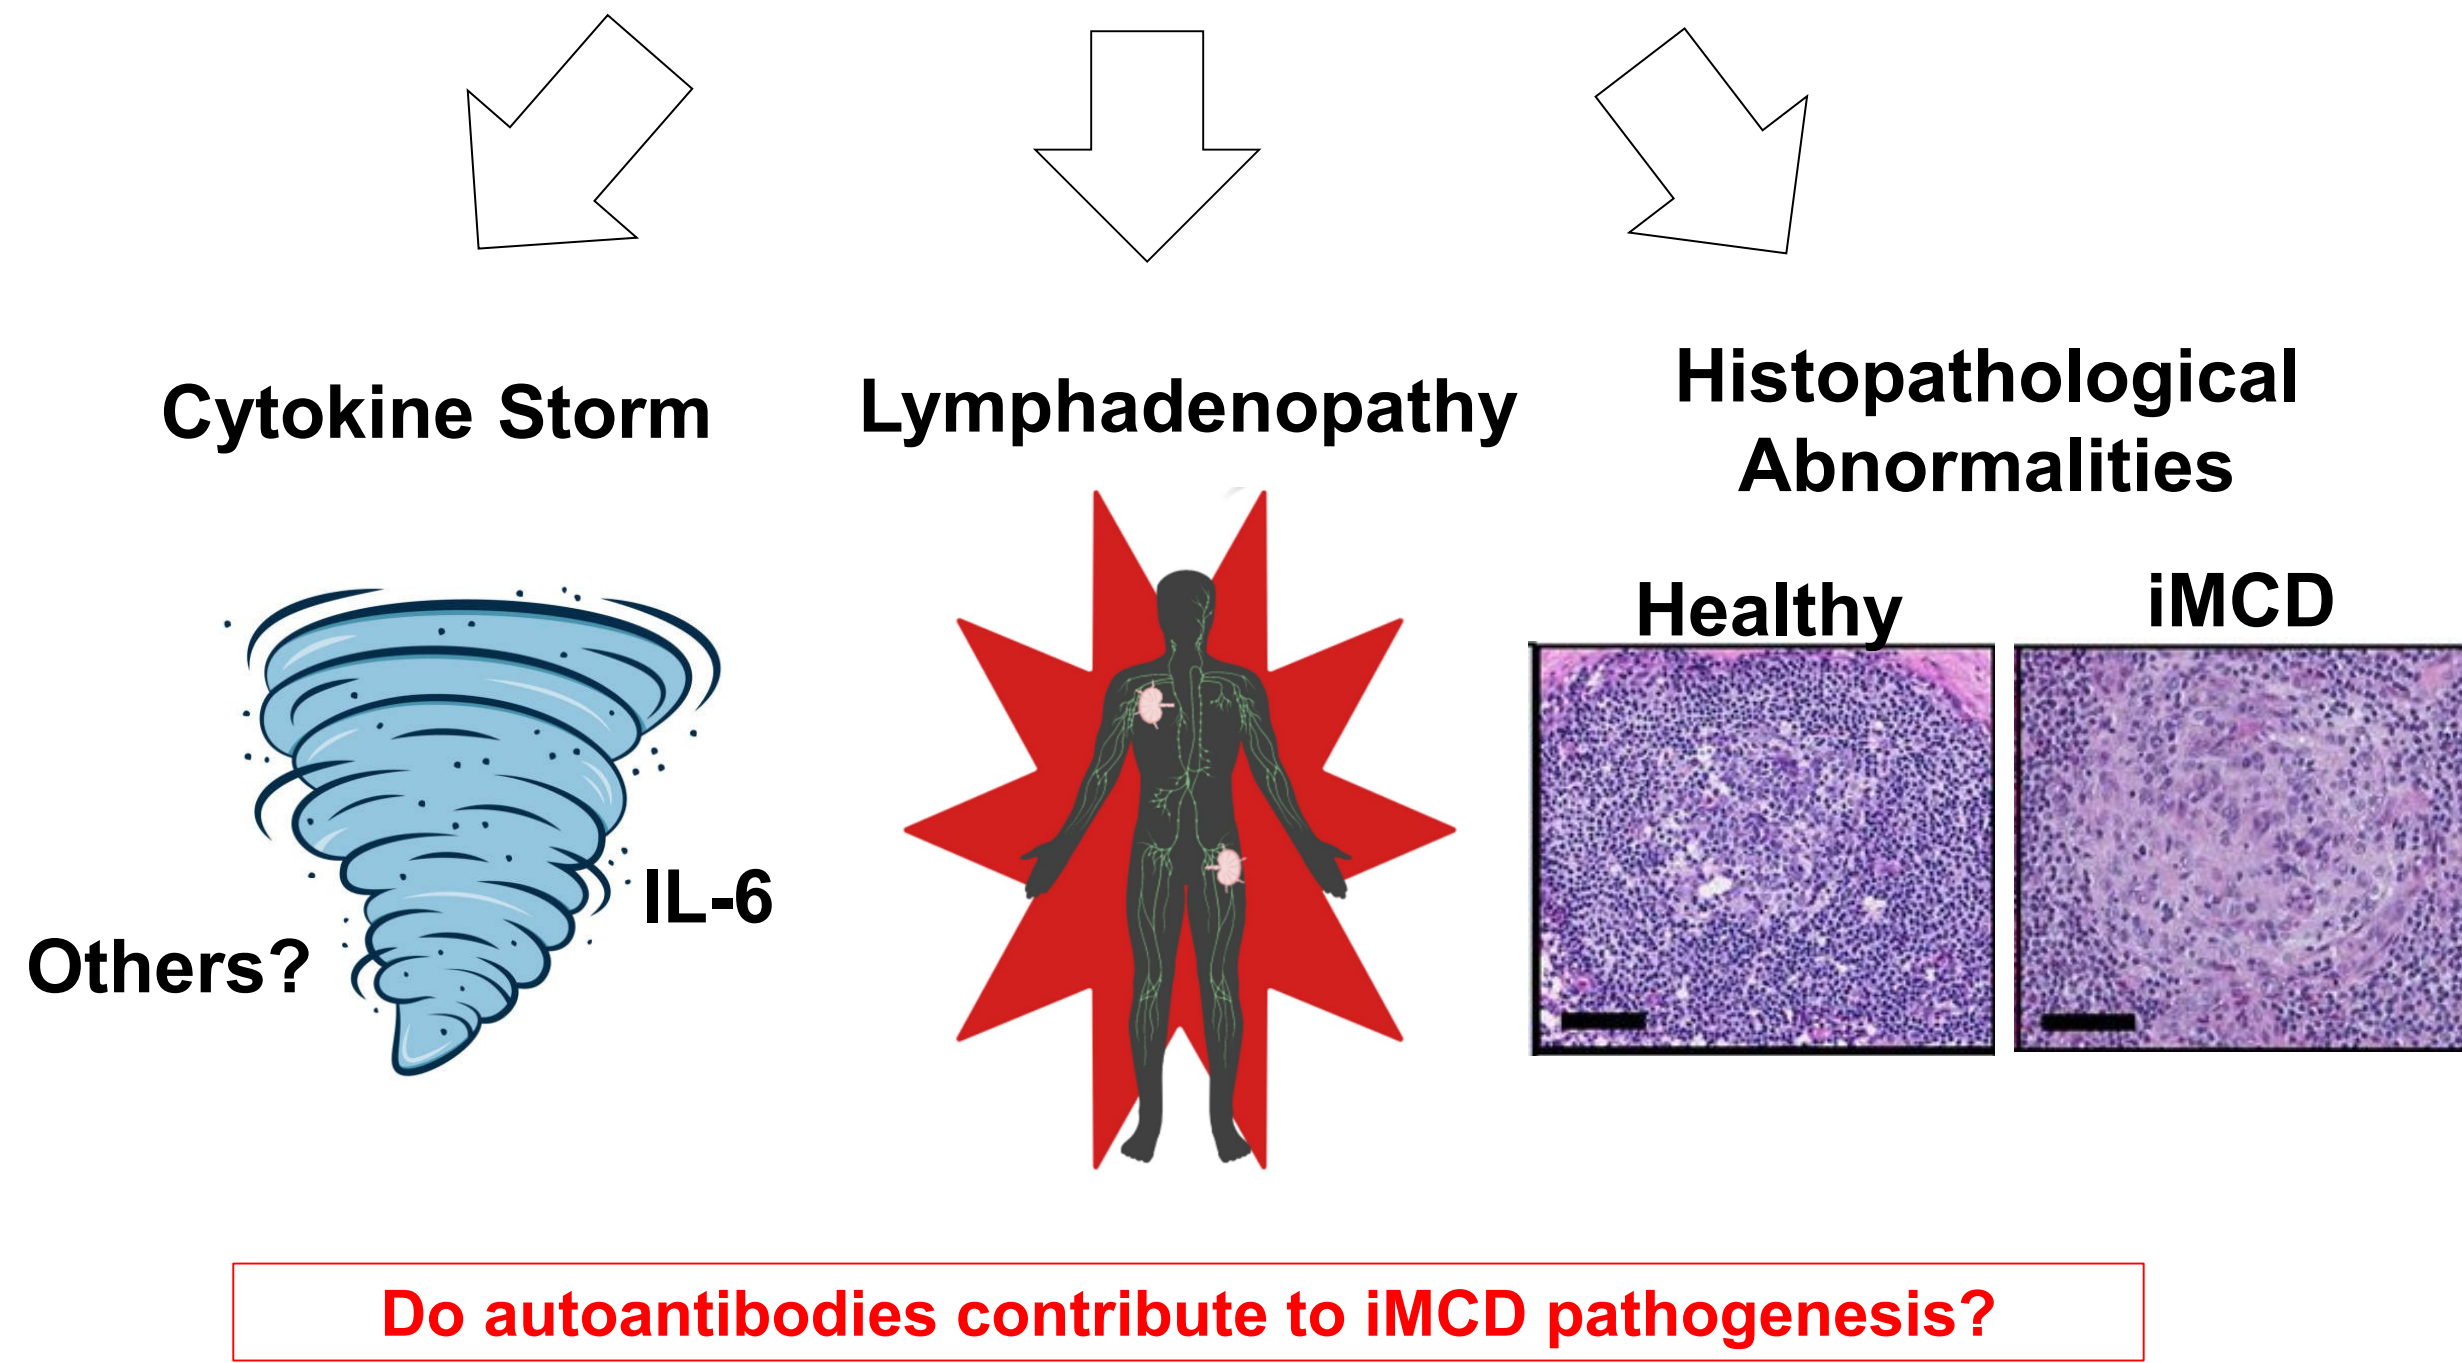 Cytokine Storm
Lymphadenopathy
Histopathological
Abnormalities
Healthy
iMCD
IL-6
Others?
Do autoantibodies contribute to iMCD pathogenesis?